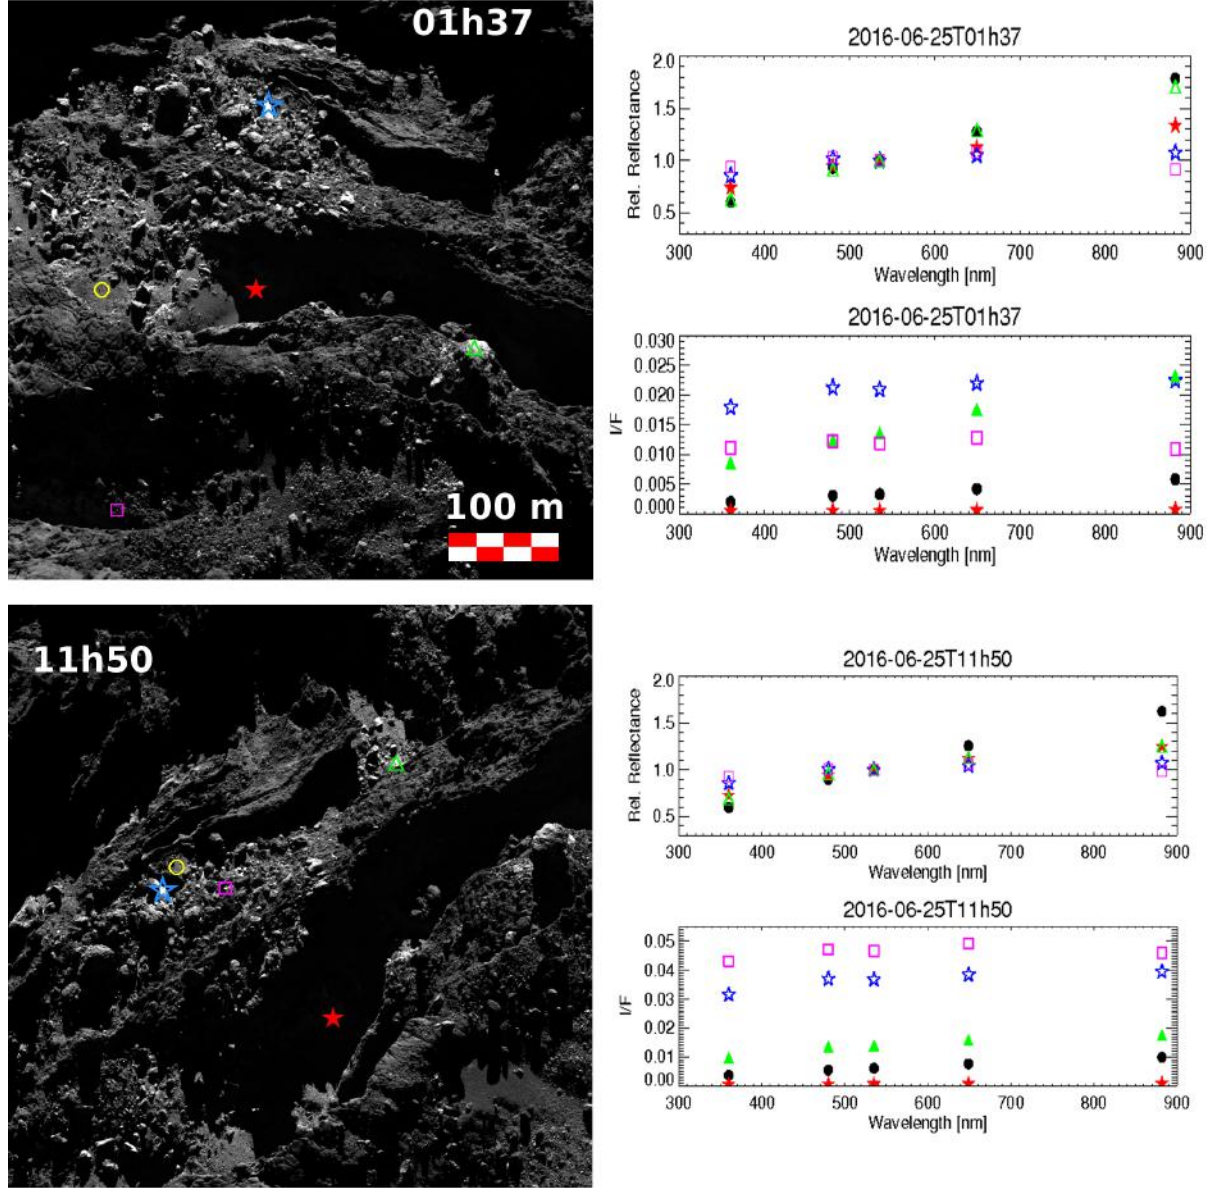 01h37
100 m
2016-06-25T01h37
2.0
1.5
1.0
0.5
Rel. Reflectance
300 400 500 600 700 800 900
Wavelength [nm]
2016-06-25T01h37
0.030
0.025
0.020
0.015
0.010
0.005
0.000
I/F
300 400 500 600 700 800 900
Wavelength [nm]
11h50
2016-06-25T11h50
2.0
1.5
1.0
0.5
Rel. Reflectance
300 400 500 600 700 800 900
Wavelength [nm]
2016-06-25T11h50
0.05
0.04
0.03
0.02
0.01
0.00
I/F
300 400 500 600 700 800 900
Wavelength [nm]